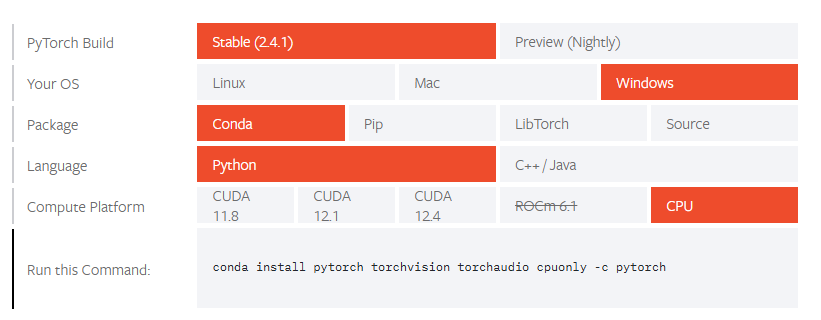 PyTorch Build Stable (2.4.1) Preview (Nightly)
Your OS Linux Mac Windows
Package Conda Pip LibTorch Source
Language Python C++ / Java
Compute Platform CUDA 11.8 CUDA 12.1 CUDA 12.4 ROCm 6.1 CPU
Run this Command: conda install pytorch torchvision torchaudio cpuonly -c pytorch